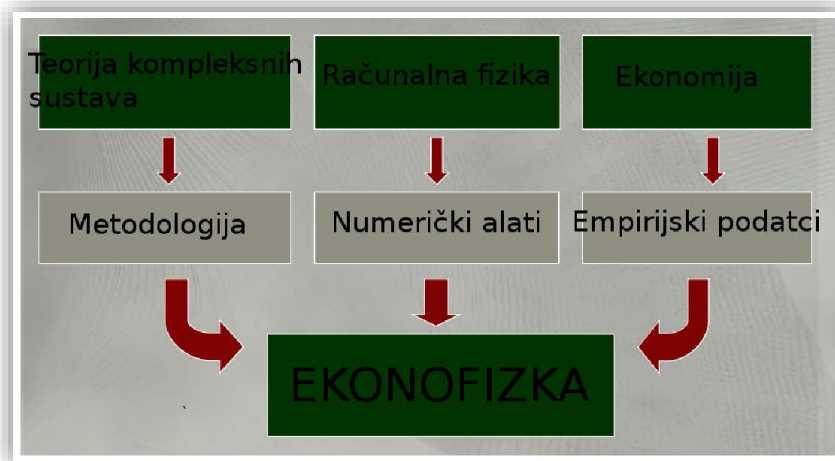 Teorija kompleksnih
sustava
Računalna fizika
Ekonomija
Metodologija
Numerički alati
Empirijski podatci
EKONOFIZKA